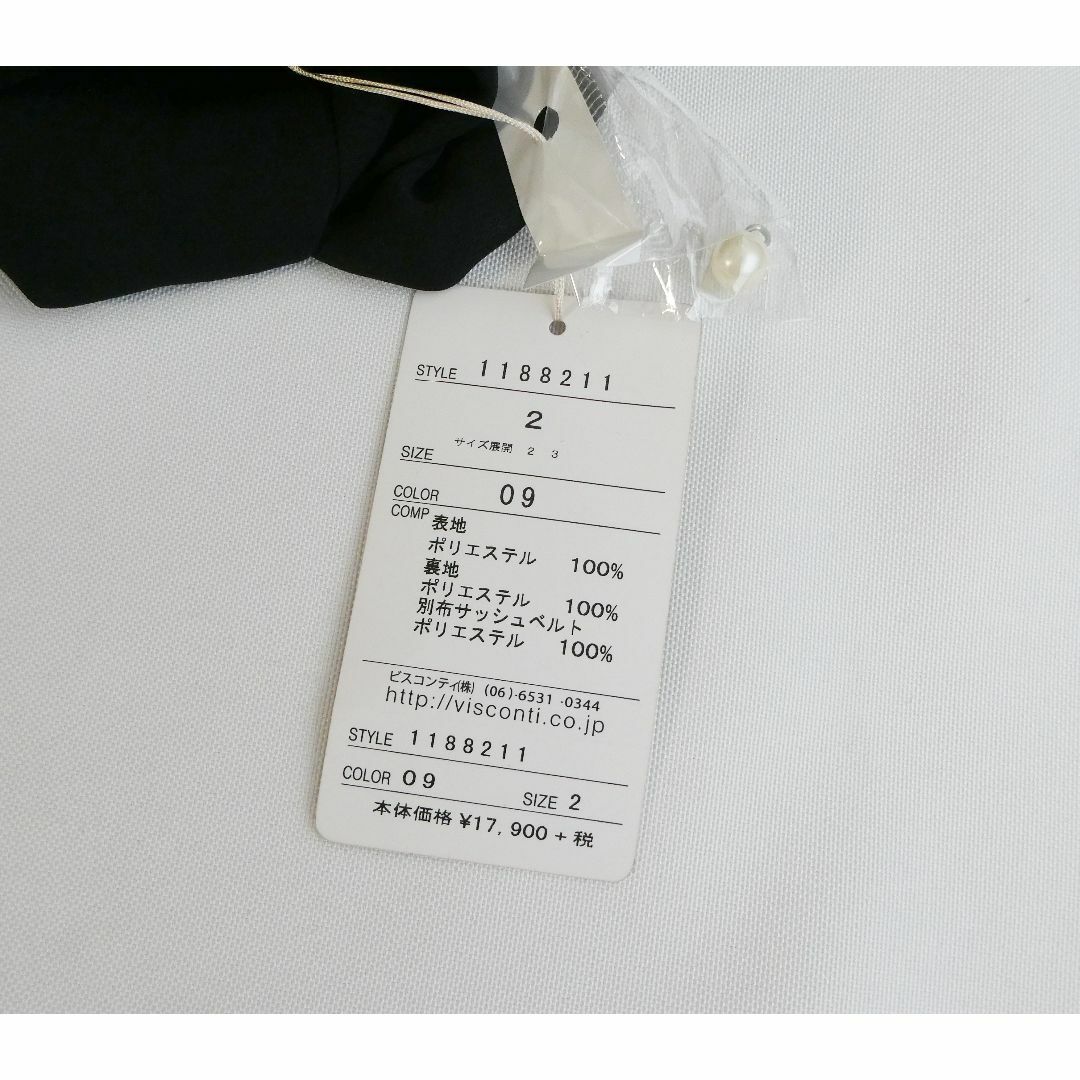 STYLE 1188211
2
サイズ展開 2 3
SIZE
COLOR 09
COMP 表地
ポリエステル 100%
裏地
ポリエステル 100%
別布サッシュベルト
ポリエステル 100%
ビスコンティ(株) (06)-6531-0344
http://visconti.co.jp
STYLE 1188211
COLOR 09 SIZE 2
本体価格 ¥17,900+税